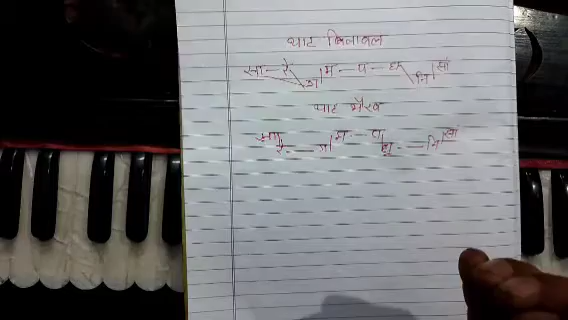 थाट बिलावल
सा - रे ग म - प - ध नि सां
थाट भैरव
सा रे - ग म - प ध - नि सां